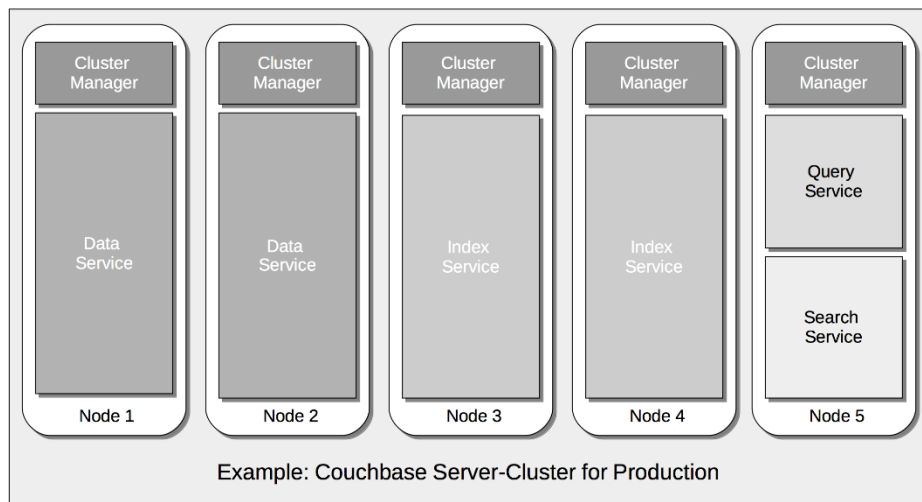 Cluster
Manager
Data
Service
Node 1
Cluster
Manager
Data
Service
Node 2
Cluster
Manager
Index
Service
Node 3
Cluster
Manager
Index
Service
Node 4
Cluster
Manager
Query
Service
Search
Service
Node 5
Example: Couchbase Server-Cluster for Production